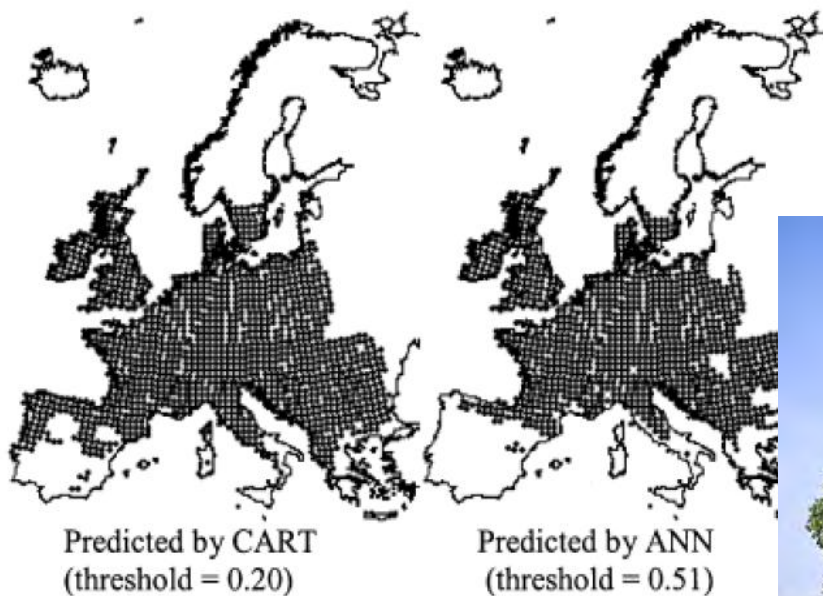 Predicted by CART
(threshold = 0.20)
Predicted by ANN
(threshold = 0.51)